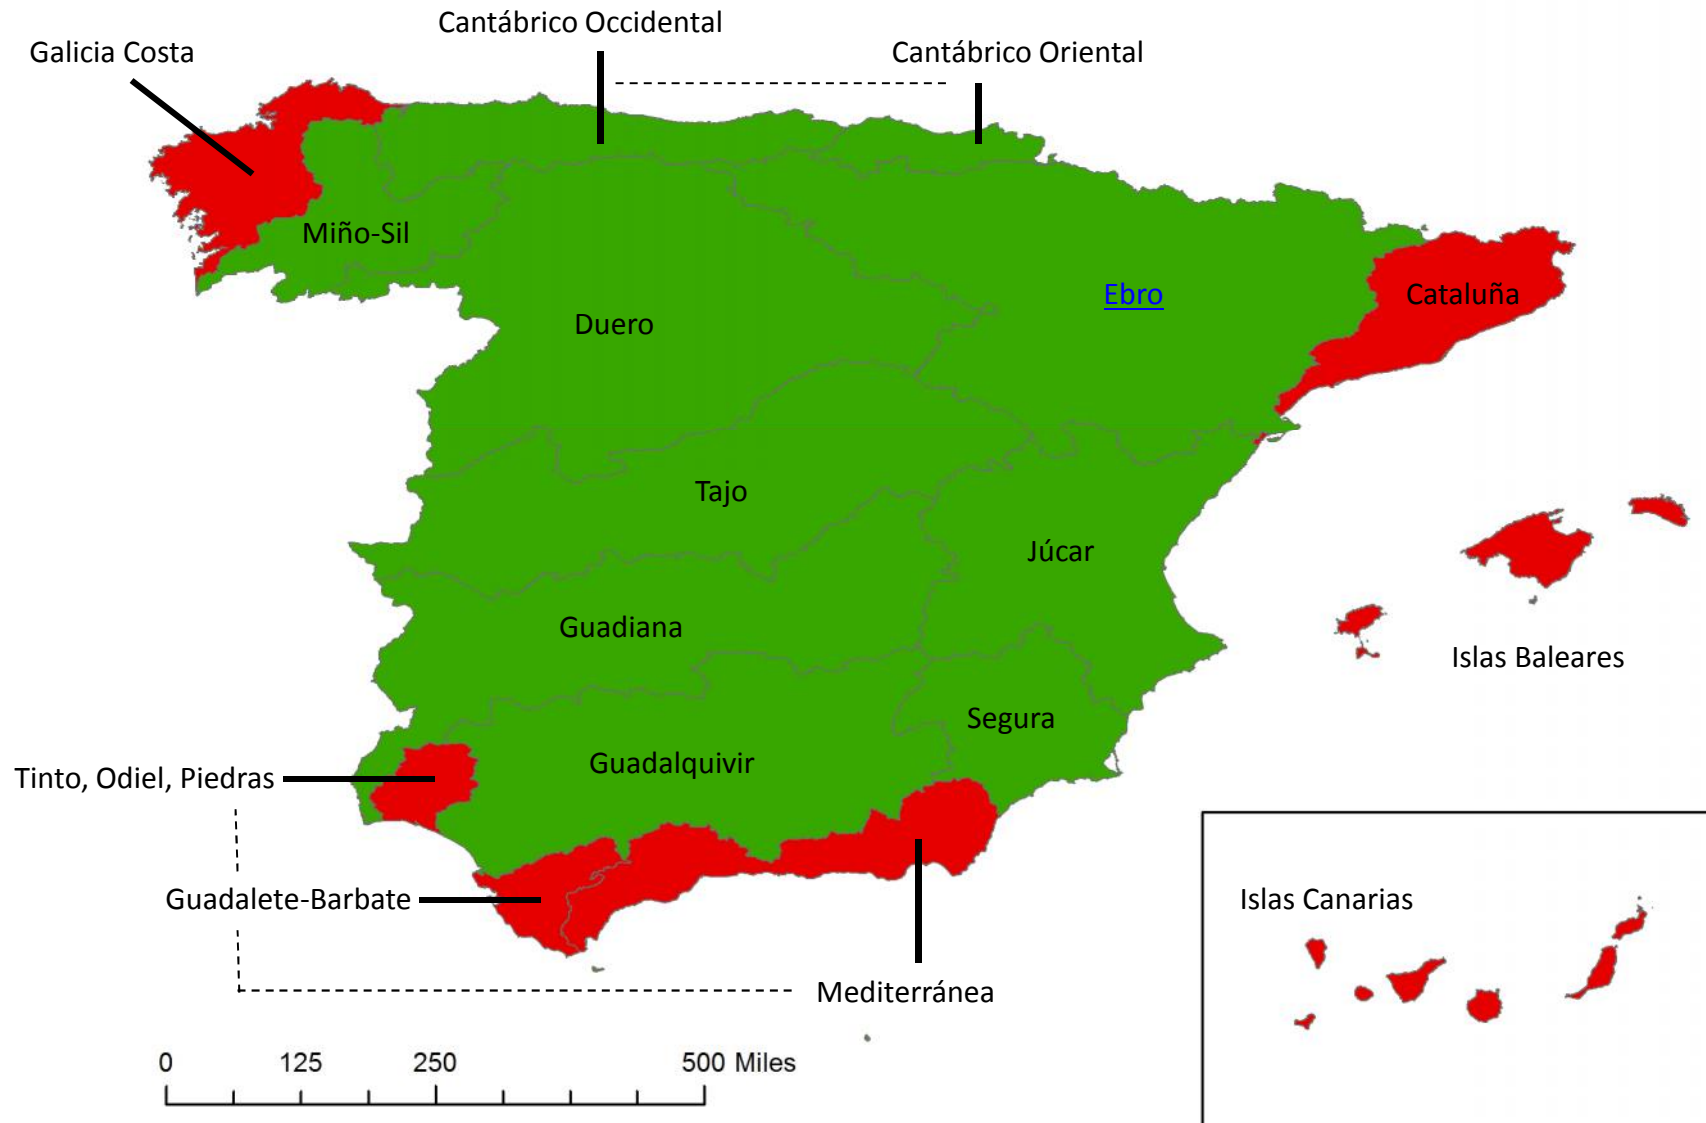 Cantábrico Occidental
Galicia Costa
Cantábrico Oriental
Miño-Sil
Duero
Ebro
Cataluña
Tajo
Júcar
Guadiana
Islas Baleares
Segura
Guadalquivir
Tinto, Odiel, Piedras
Guadalete-Barbate
Islas Canarias
Mediterránea
0 125 250 500 Miles